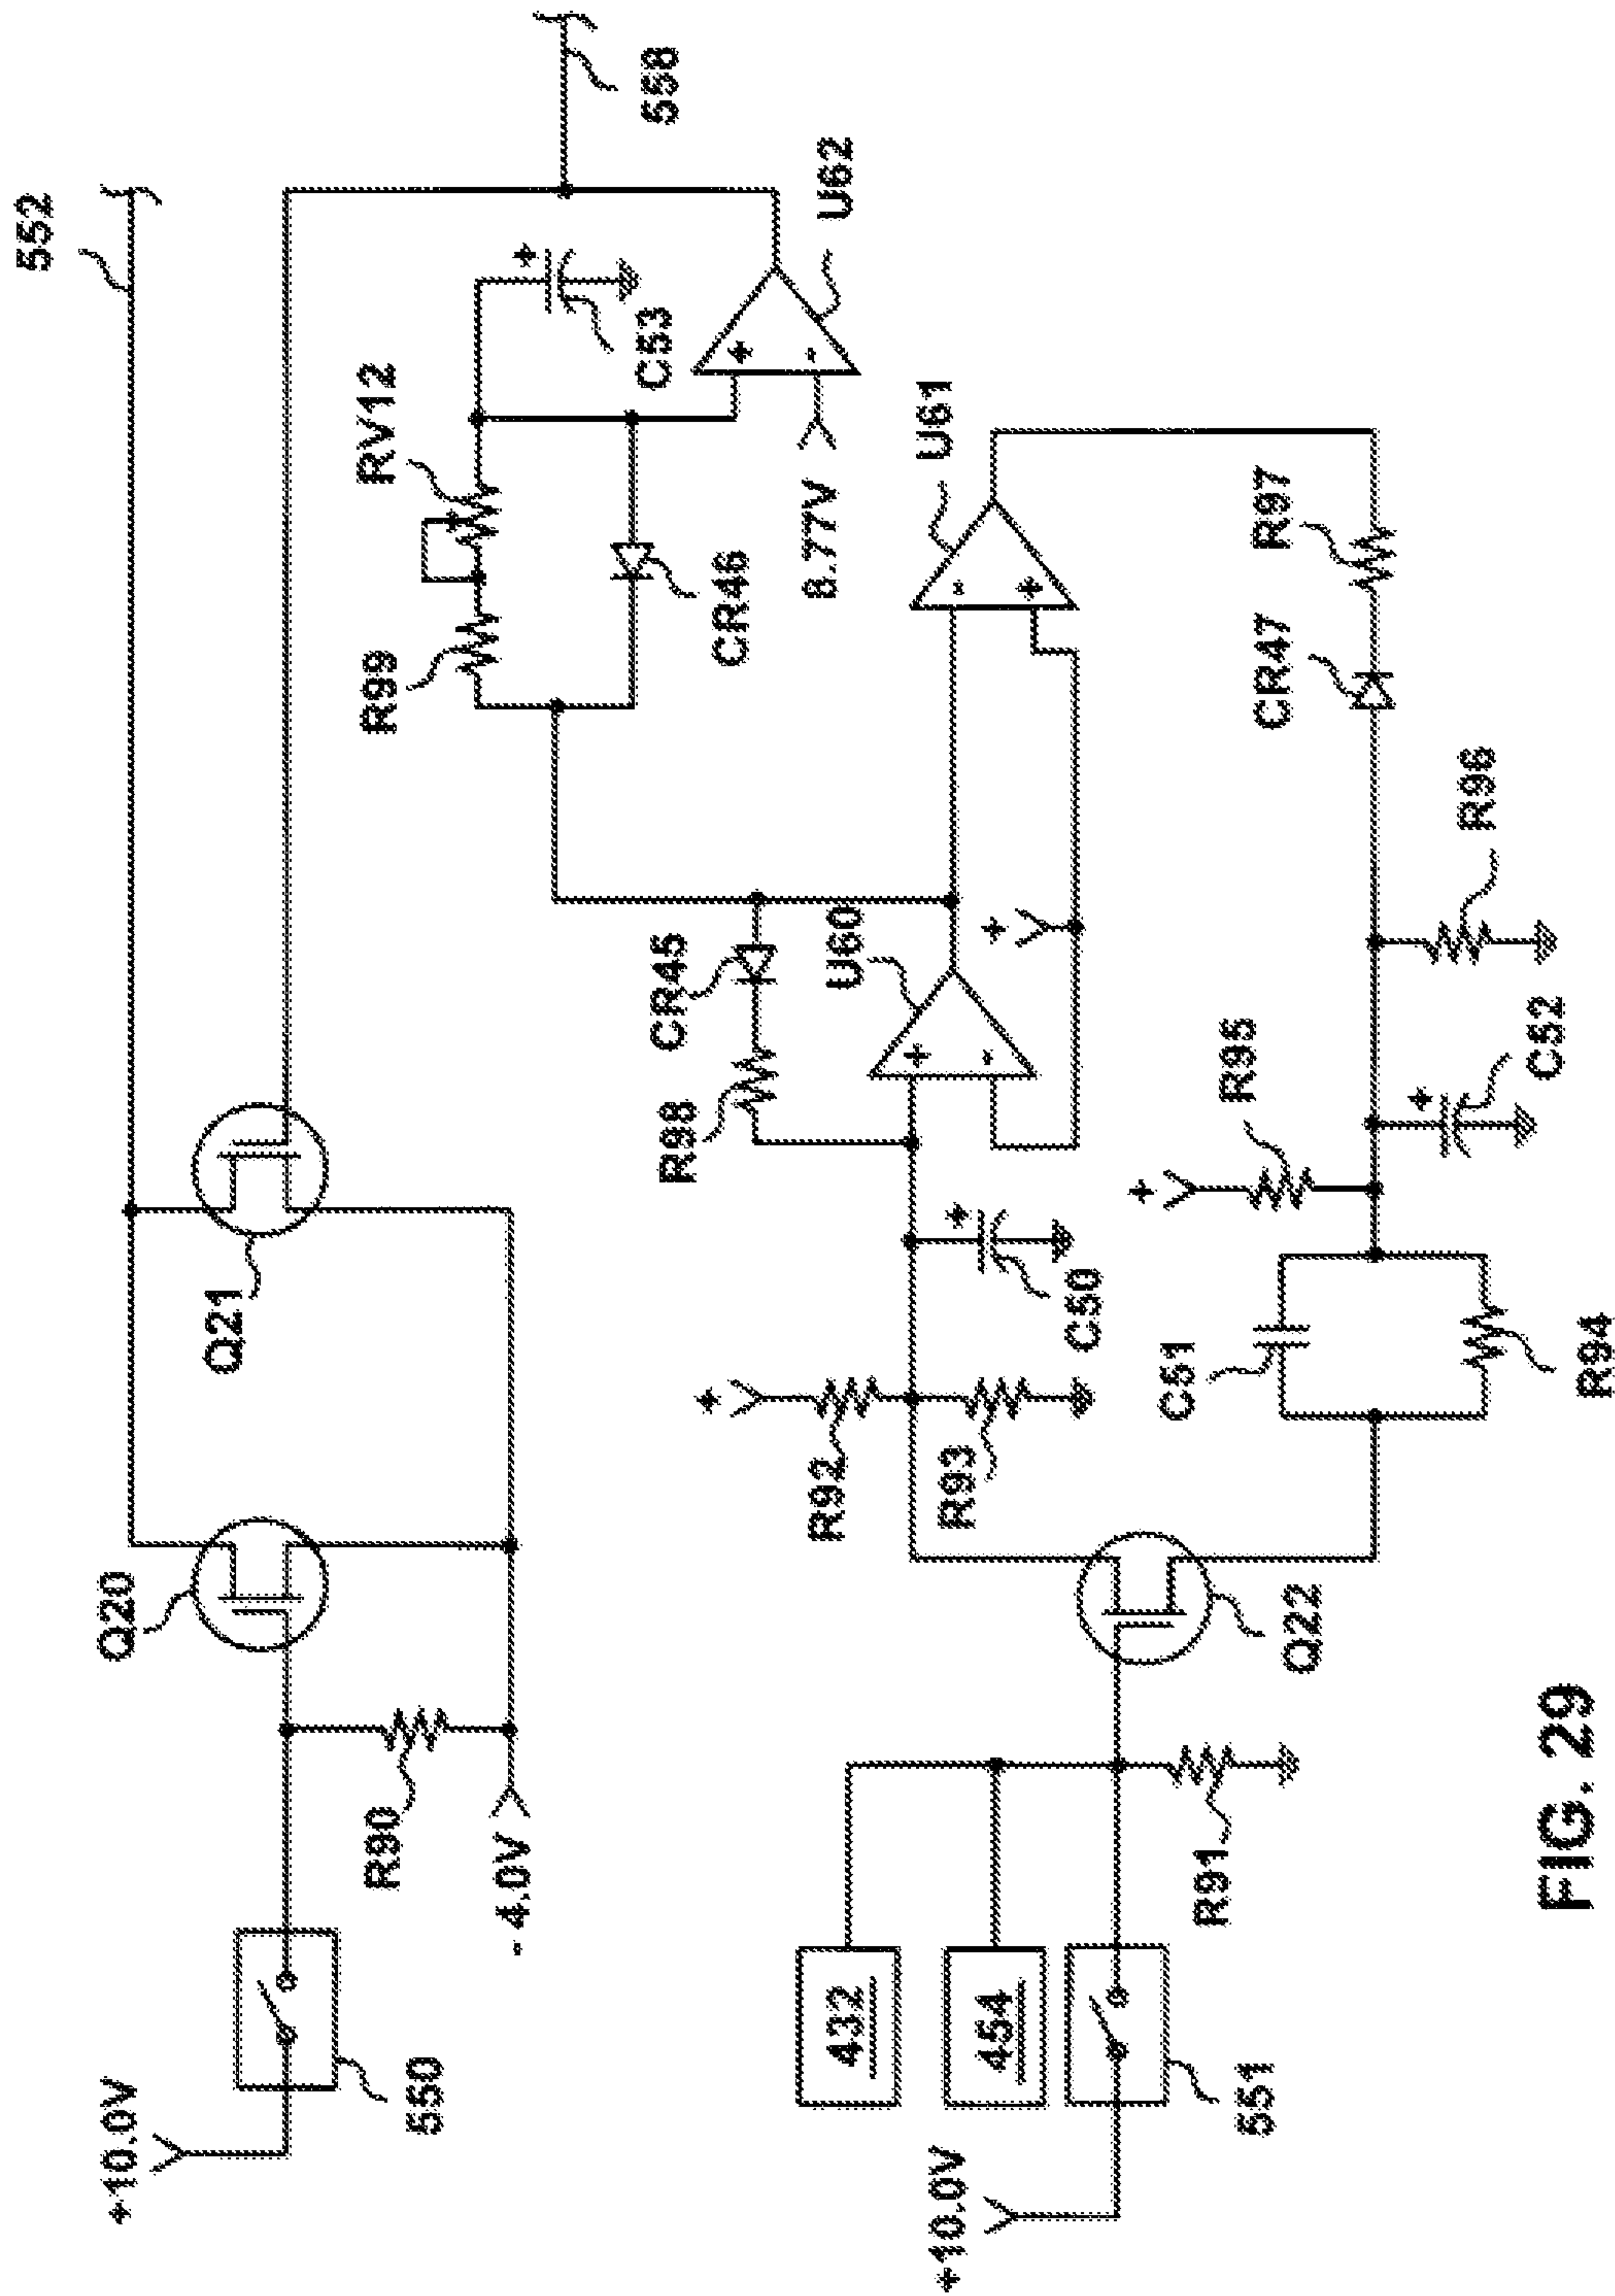 552
+10.0V
Q20
Q21
R90
R99
RV12
550
-4.0V
+
558
C53
R98
CR45
CR46
+
+
-
U62
8.77V
R92
432
U60
+
-
+
U61
-
+
+10.0V
R93
+
454
C50
+
R91
551
C51
R95
CR47
R97
Q22
+
R96
C52
R94
FIG. 29